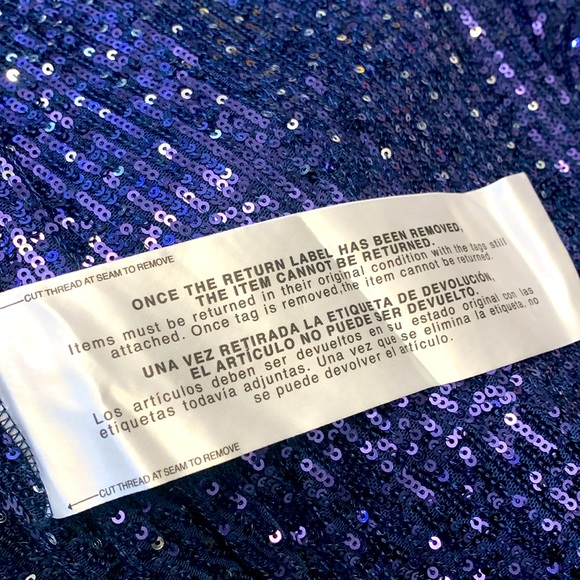 CUT THREAD AT SEAM TO REMOVE
ONCE THE RETURN LABEL HAS BEEN REMOVED,
THE ITEM CANNOT BE RETURNED.
Items must be returned in their original condition with the tags still
attached. Once tag is removed,the item cannot be returned.
UNA VEZ RETIRADA LA ETIQUETA DE DEVOLUCIÓN,
EL ARTÍCULO NO PUEDE SER DEVUELTO.
Los artículos deben ser devueltos en su estado original con las
etiquetas todavía adjuntas. Una vez que se elimina la etiqueta, no
se puede devolver el artículo.
CUT THREAD AT SEAM TO REMOVE